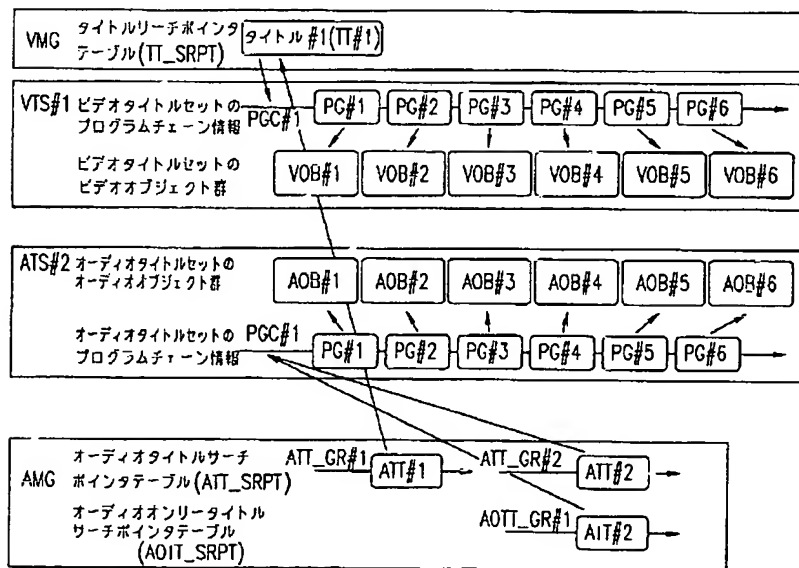 VMG タイトルリーチポインタ
テーブル(TT_SRPT)
タイトル #1(TT#1)
VTS#1 ビデオタイトルセットの
プログラムチェーン情報
PGC#1 PG#1 PG#2 PG#3 PG#4 PG#5 PG#6
ビデオタイトルセットの
ビデオオブジェクト群
VOB#1 VOB#2 VOB#3 VOB#4 VOB#5 VOB#6
ATS#2 オーディオタイトルセットの
オーディオオブジェクト群
AOB#1 AOB#2 AOB#3 AOB#4 AOB#5 AOB#6
オーディオタイトルセットの
プログラムチェーン情報
PGC#1 PG#1 PG#2 PG#3 PG#4 PG#5 PG#6
AMG オーディオタイトルサーチ
ポインタテーブル(ATT_SRPT)
ATT_GR#1 ATT#1 ATT_GR#2 ATT#2
オーディオオンリータイトル
サーチポインタテーブル
(AOIT_SRPT)
AOTT_GR#1 AIT#2